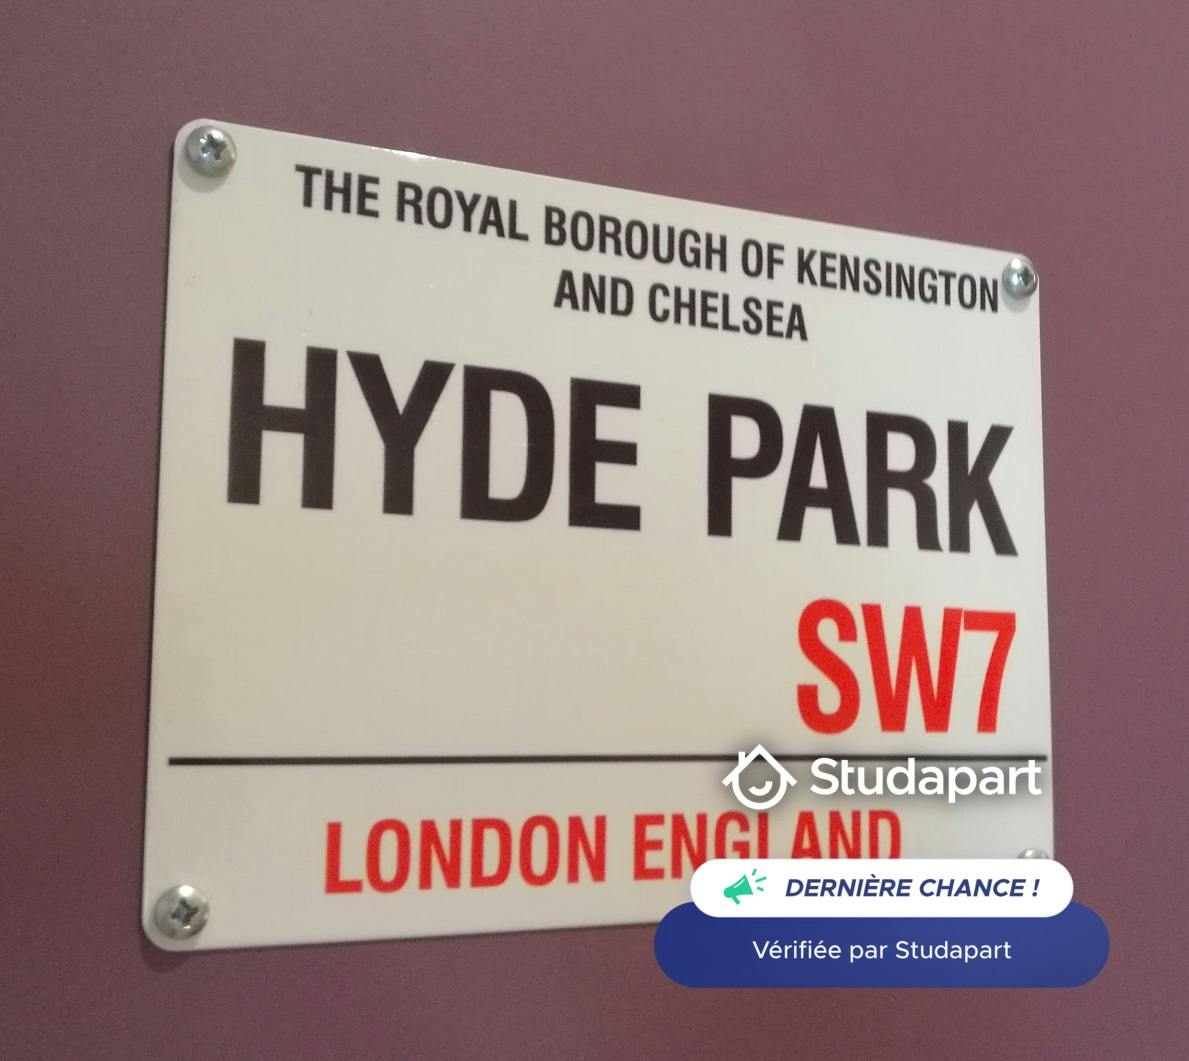 THE ROYAL BOROUGH OF KENSINGTON
AND CHELSEA
HYDE PARK
SW7
Studapart
LONDON ENGLAND
DERNIÈRE CHANCE !
Vérifiée par Studapart